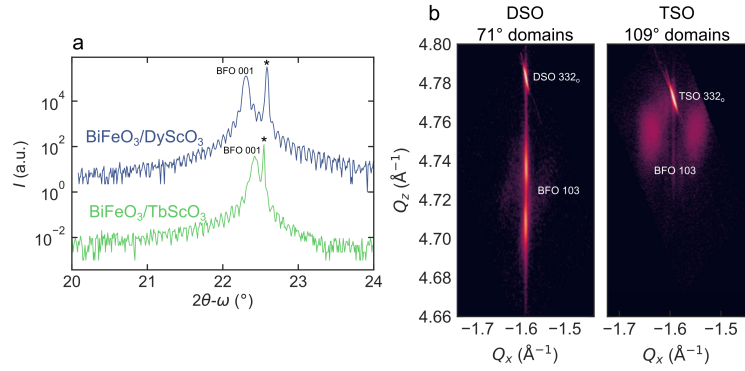 a
BFO 001
*
BiFeO₃/DyScO₃
BFO 001
*
BiFeO₃/TbScO₃
I (a.u.)
10⁴
10²
10⁰
10⁻²
20
21
22
23
24
2θ-ω (°)
b
DSO
71° domains
TSO
109° domains
Q_z (Å⁻¹)
4.80
4.78
4.76
4.74
4.72
4.70
4.68
4.66
DSO 332ₒ
BFO 103
TSO 332ₒ
BFO 103
−1.7
−1.6
−1.5
Qₓ (Å⁻¹)
−1.7
−1.6
−1.5
Qₓ (Å⁻¹)